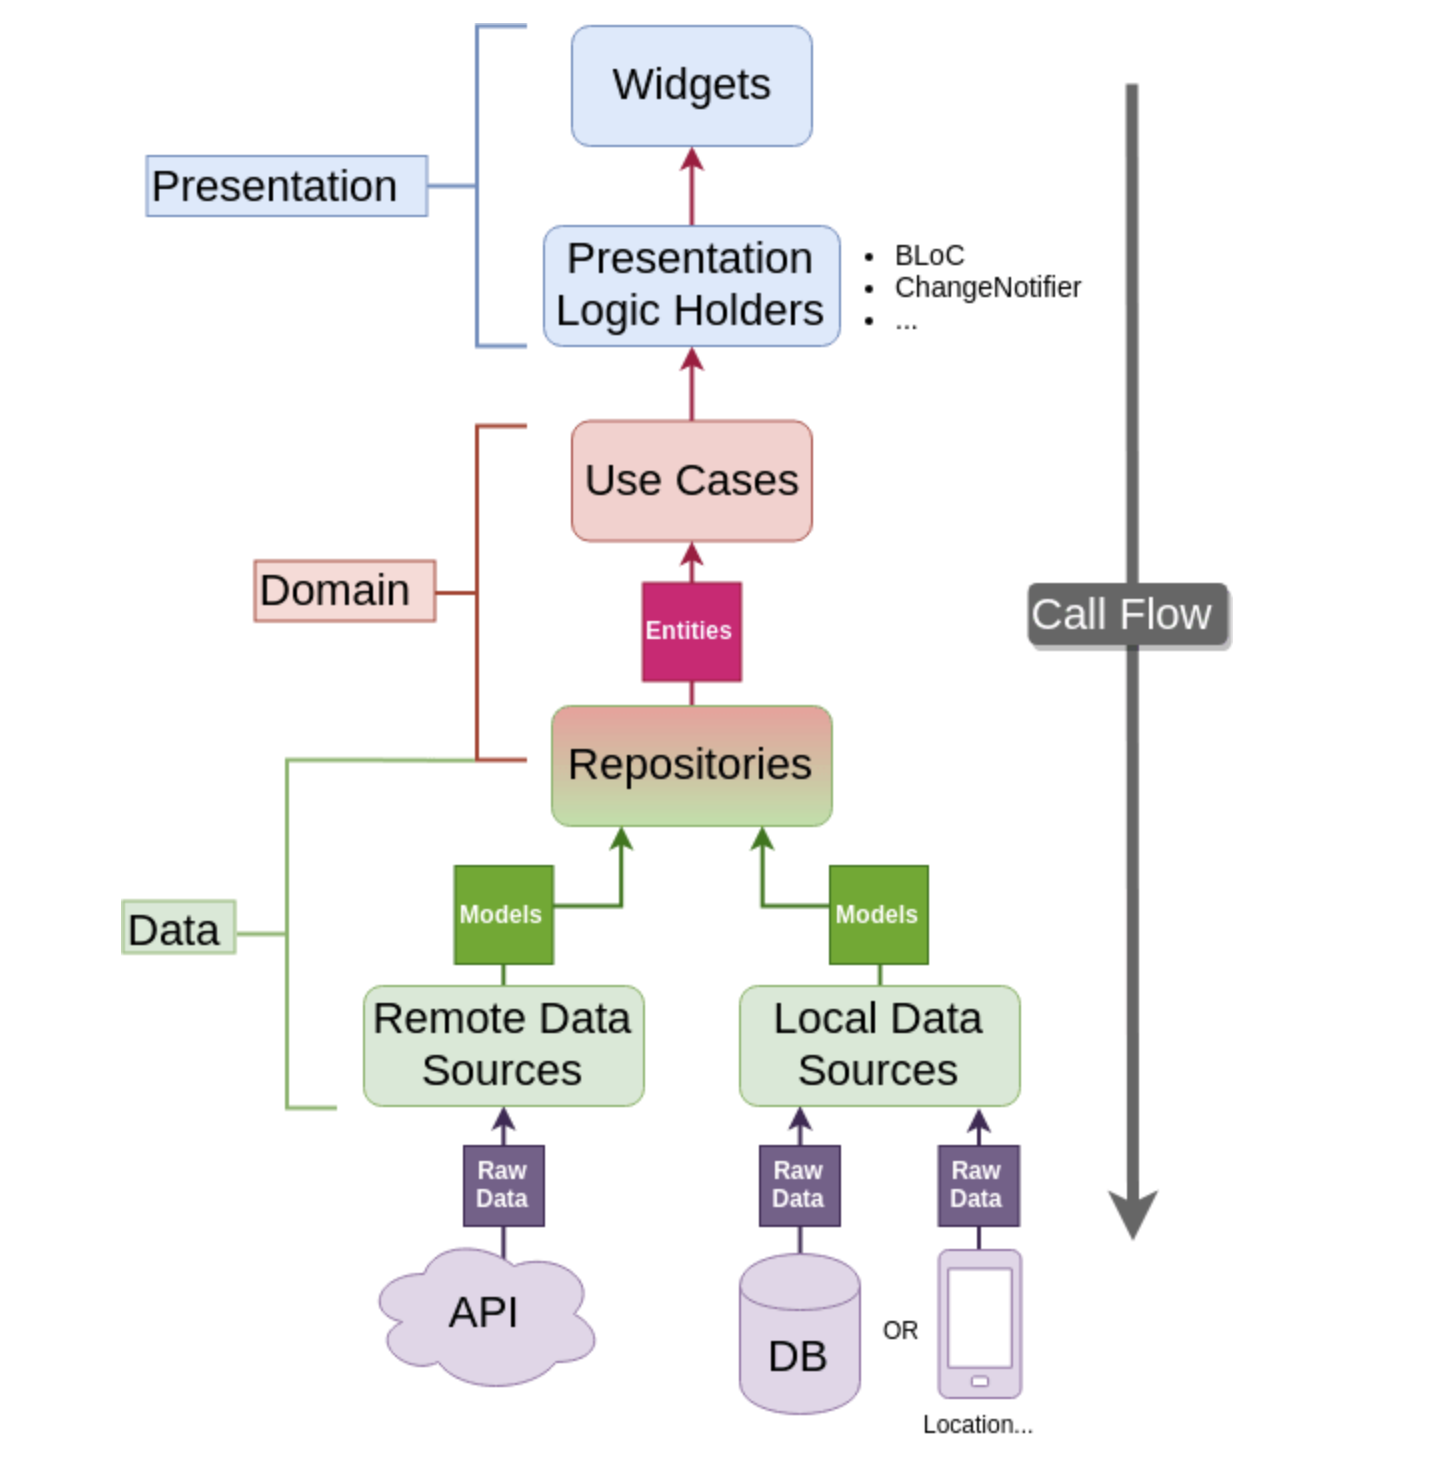 Widgets
Presentation
Presentation
Logic Holders
• BLoC
• ChangeNotifier
• ...
Use Cases
Domain
Entities
Call Flow
Repositories
Data
Models
Models
Remote Data
Sources
Local Data
Sources
Raw
Data
Raw
Data
Raw
Data
API
DB
OR
Location...